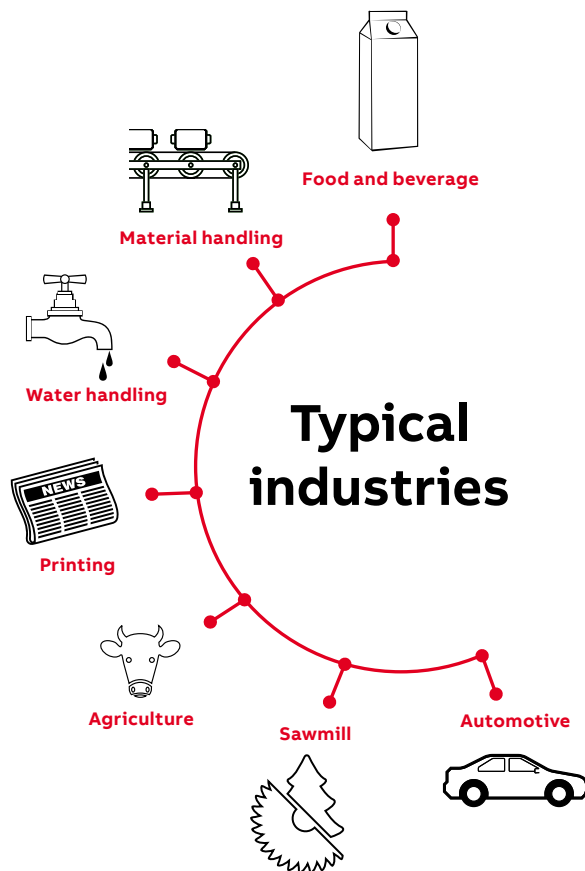 Food and beverage
Material handling
Water handling
Typical
industries
NEWS
Printing
Agriculture
Sawmill
Automotive